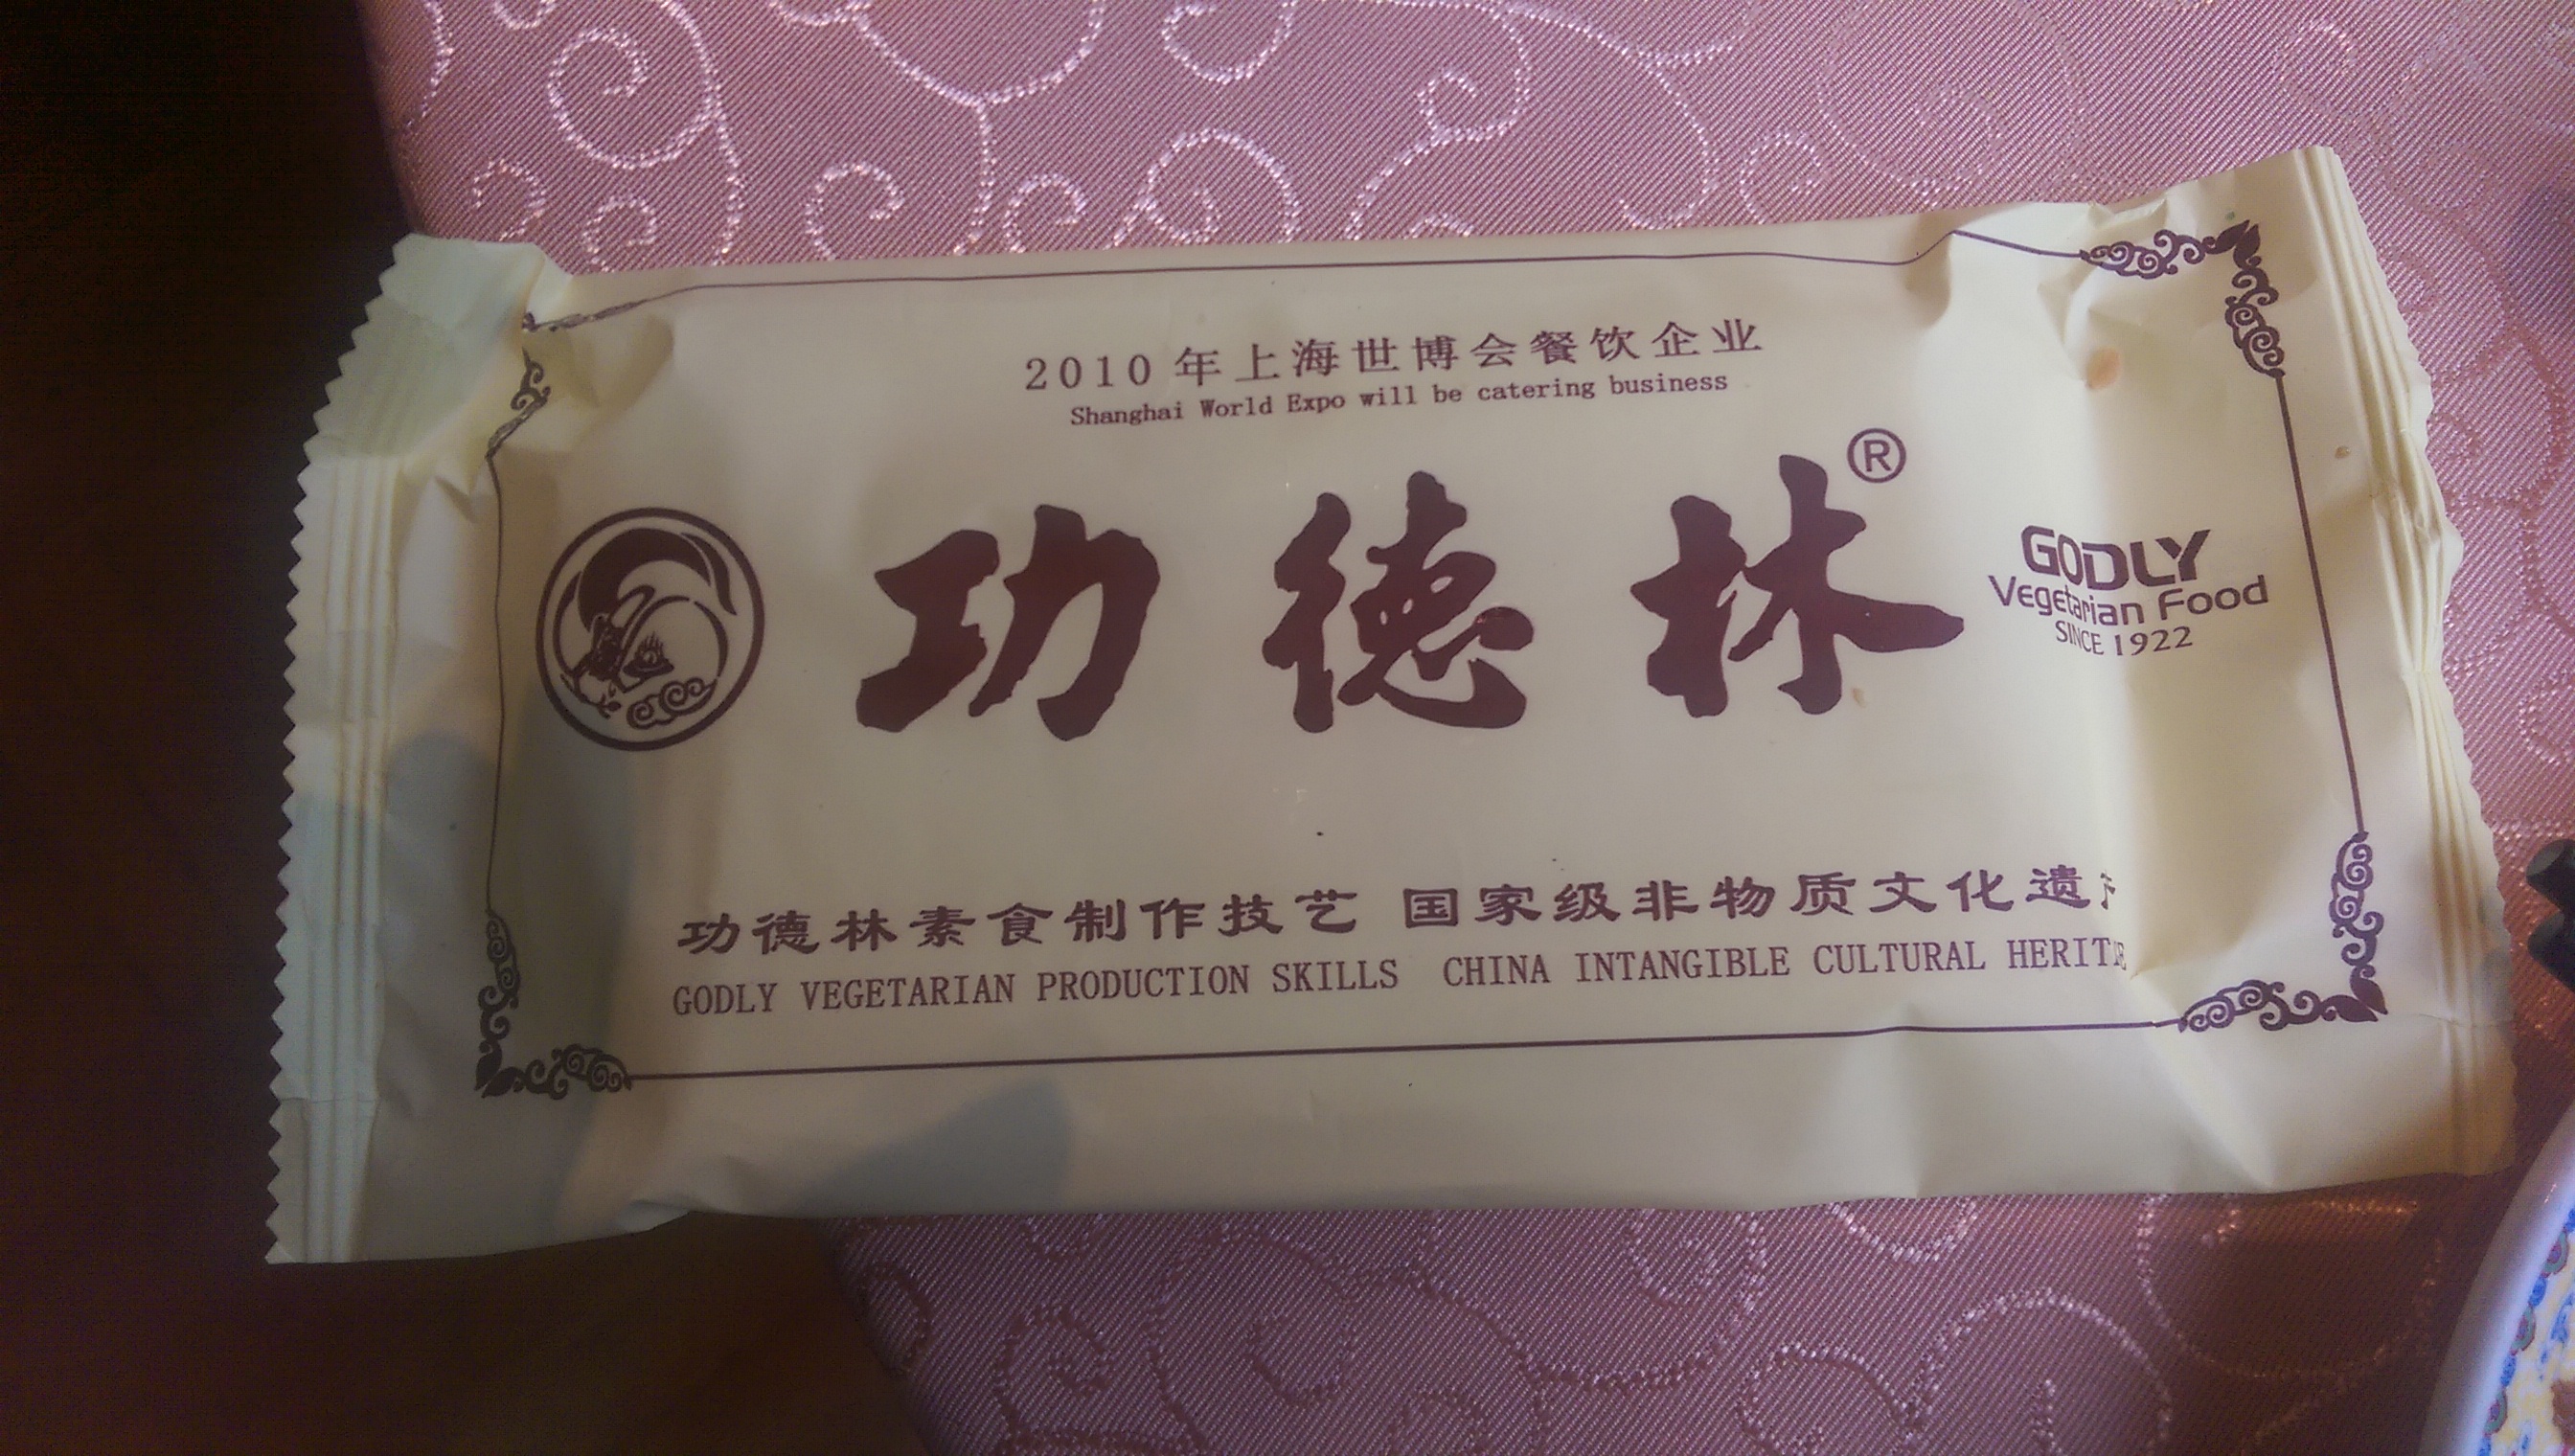 2010年上海世博会餐饮企业
Shanghai World Expo will be catering business
功德林®
GODLY
Vegetarian Food
SINCE 1922
功德林素食制作技艺 国家级非物质文化遗
GODLY VEGETARIAN PRODUCTION SKILLS CHINA INTANGIBLE CULTURAL